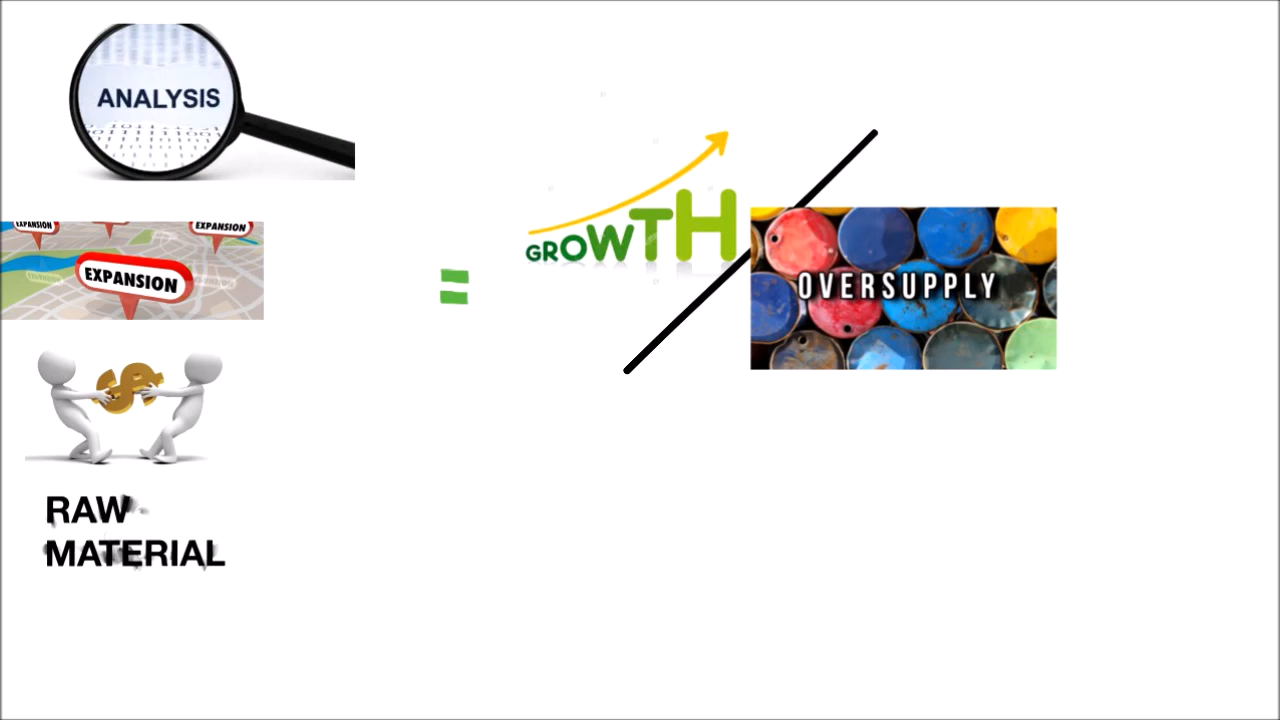 ANALYSIS
EXPANSION
EXPANSION
EXPANSION
RAW
MATERIAL
=
GROWTH
/
OVERSUPPLY